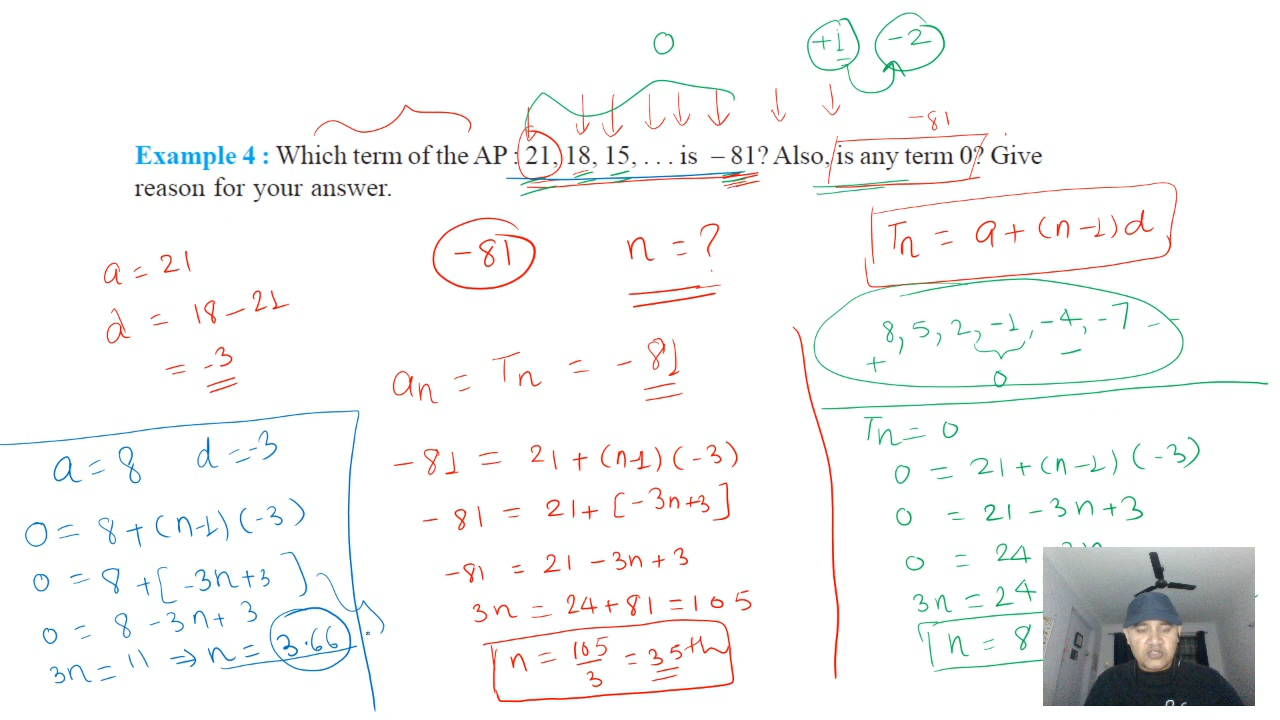 0 +1 -2
-81
Example 4 : Which term of the AP : 21, 18, 15, . . . is – 81? Also, is any term 0? Give
reason for your answer.
a = 21
d = 18 - 21
= -3
-81 n = ?
Tn = a + (n-1)d
8, 5, 2, -1, -4, -7 --
+
0
an = Tn = -81
-81 = 21 + (n-1)(-3)
-81 = 21 + [-3n+3]
-81 = 21 - 3n + 3
3n = 24 + 81 = 105
n = 105/3 = 35th
a = 8 d = -3
0 = 8 + (n-1)(-3)
0 = 8 + [-3n+3]
0 = 8 - 3n + 3
3n = 11 ⇒ n = 3.66
Tn = 0
0 = 21 + (n-1)(-3)
0 = 21 - 3n + 3
0 = 24
3n = 24
n = 8